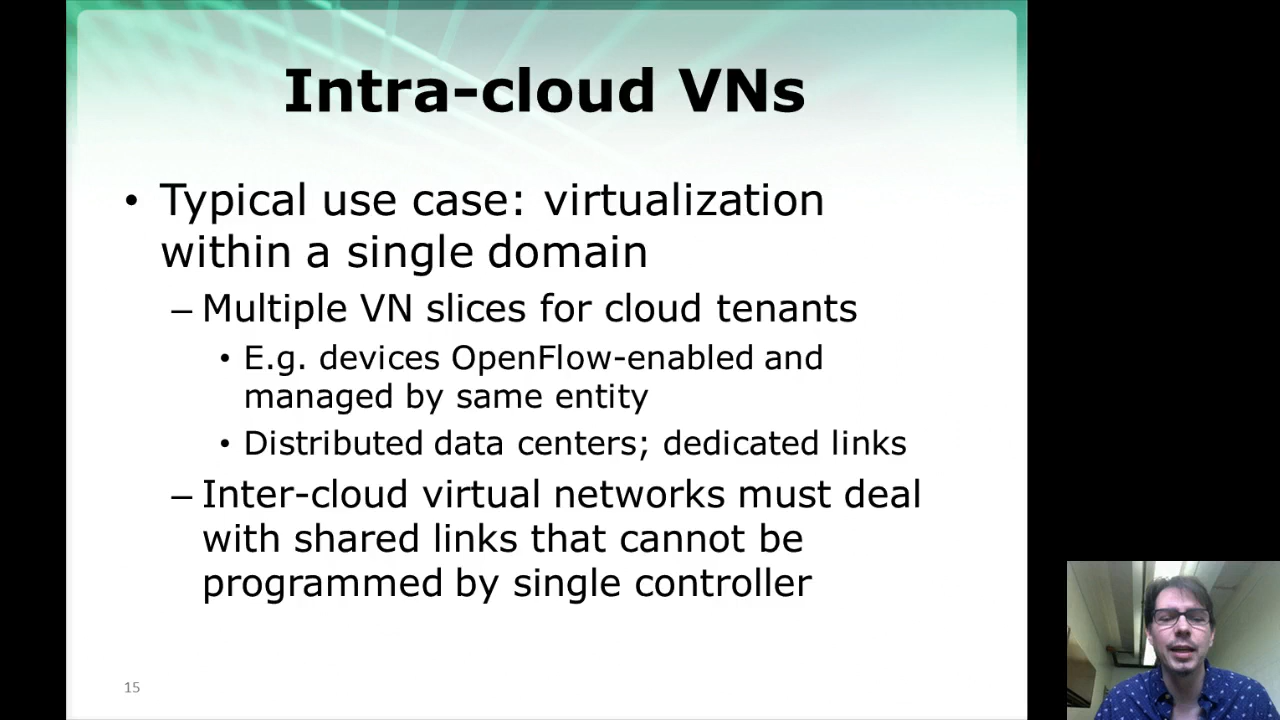 Intra-cloud VNs
• Typical use case: virtualization
within a single domain
– Multiple VN slices for cloud tenants
• E.g. devices OpenFlow-enabled and
managed by same entity
• Distributed data centers; dedicated links
– Inter-cloud virtual networks must deal
with shared links that cannot be
programmed by single controller
15